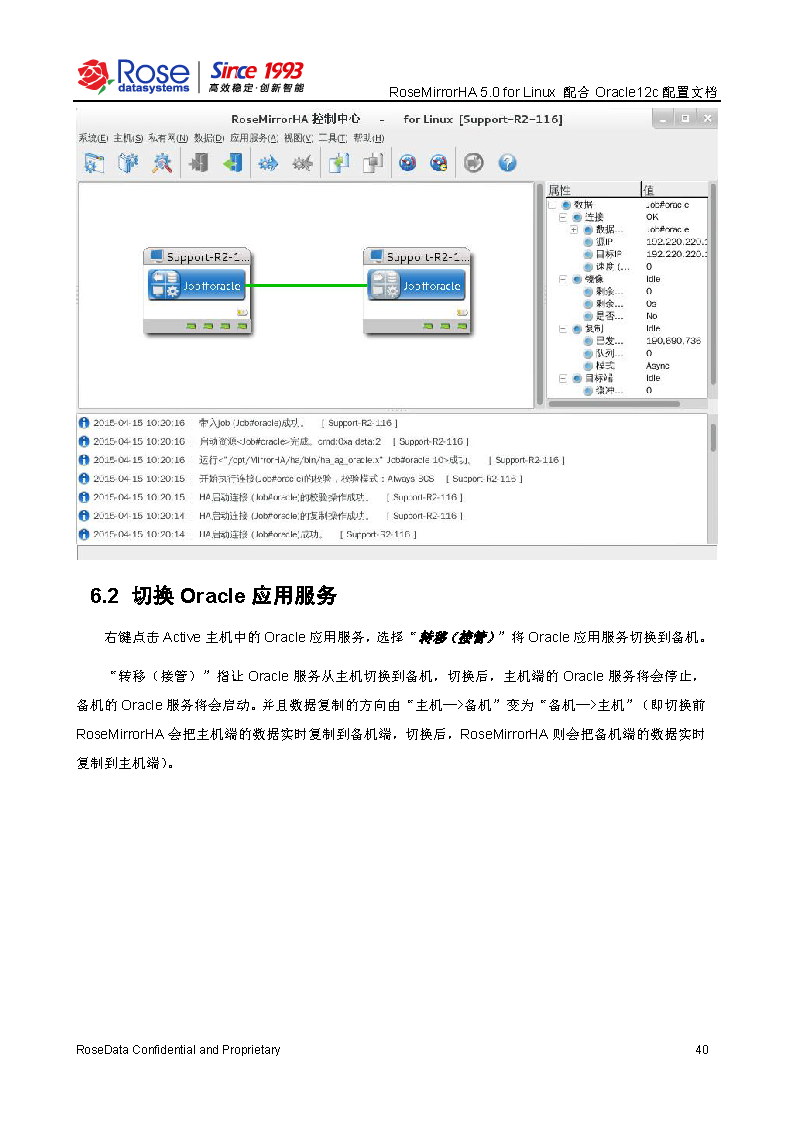 Rose
datasystems
Since 1993
高效稳定·创新智能
RoseMirrorHA 5.0 for Linux 配合 Oracle12c 配置文档
RoseMirrorHA 控制中心 - for Linux [Support-R2-116]
系统(E) 主机(S) 私有网(N) 数据(D) 应用服务(A) 视图(V) 工具(T) 帮助(H)
属性 值
数据 Job#oracle
连接 OK
数据... Job#oracle
源IP 192.220.220.1
目标IP 192.220.220.1
速度 (... 0
镜像 Idle
剩余... 0
剩余... 0s
是否... No
复制 Idle
已发... 190,690,736
队列... 0
模式 Async
目标端 Idle
缓冲... 0
Support-R2-1...
Job#oracle
Support-R2-1...
Job#oracle
2015-04-15 10:20:16 带入job (Job#oracle)成功。 [ Support-R2-116 ]
2015-04-15 10:20:16 启动资源<Job#oracle>完成。cmd:0xa data:2 [ Support-R2-116 ]
2015-04-15 10:20:16 运行<"/opt/MirrorHA/ha/bin/ha_ag_oracle.x" Job#oracle 10>成功。 [ Support-R2-116 ]
2015-04-15 10:20:15 开始执行连接(Job#oracle)的校验，校验模式：Always BCS [ Support-R2-116 ]
2015-04-15 10:20:15 HA启动连接 (Job#oracle)的校验操作成功。 [ Support-R2-116 ]
2015-04-15 10:20:14 HA启动连接 (Job#oracle)的复制操作成功。 [ Support-R2-116 ]
2015-04-15 10:20:14 HA启动连接 (Job#oracle)成功。 [ Support-R2-116 ]
6.2 切换 Oracle 应用服务
右键点击 Active 主机中的 Oracle 应用服务，选择“转移（接管）”将 Oracle 应用服务切换到备机。
“转移（接管）”指让 Oracle 服务从主机切换到备机，切换后，主机端的 Oracle 服务将会停止，
备机的 Oracle 服务将会启动。并且数据复制的方向由“主机—>备机”变为“备机—>主机”（即切换前
RoseMirrorHA 会把主机端的数据实时复制到备机端，切换后，RoseMirrorHA 则会把备机端的数据实时
复制到主机端）。
RoseData Confidential and Proprietary 40